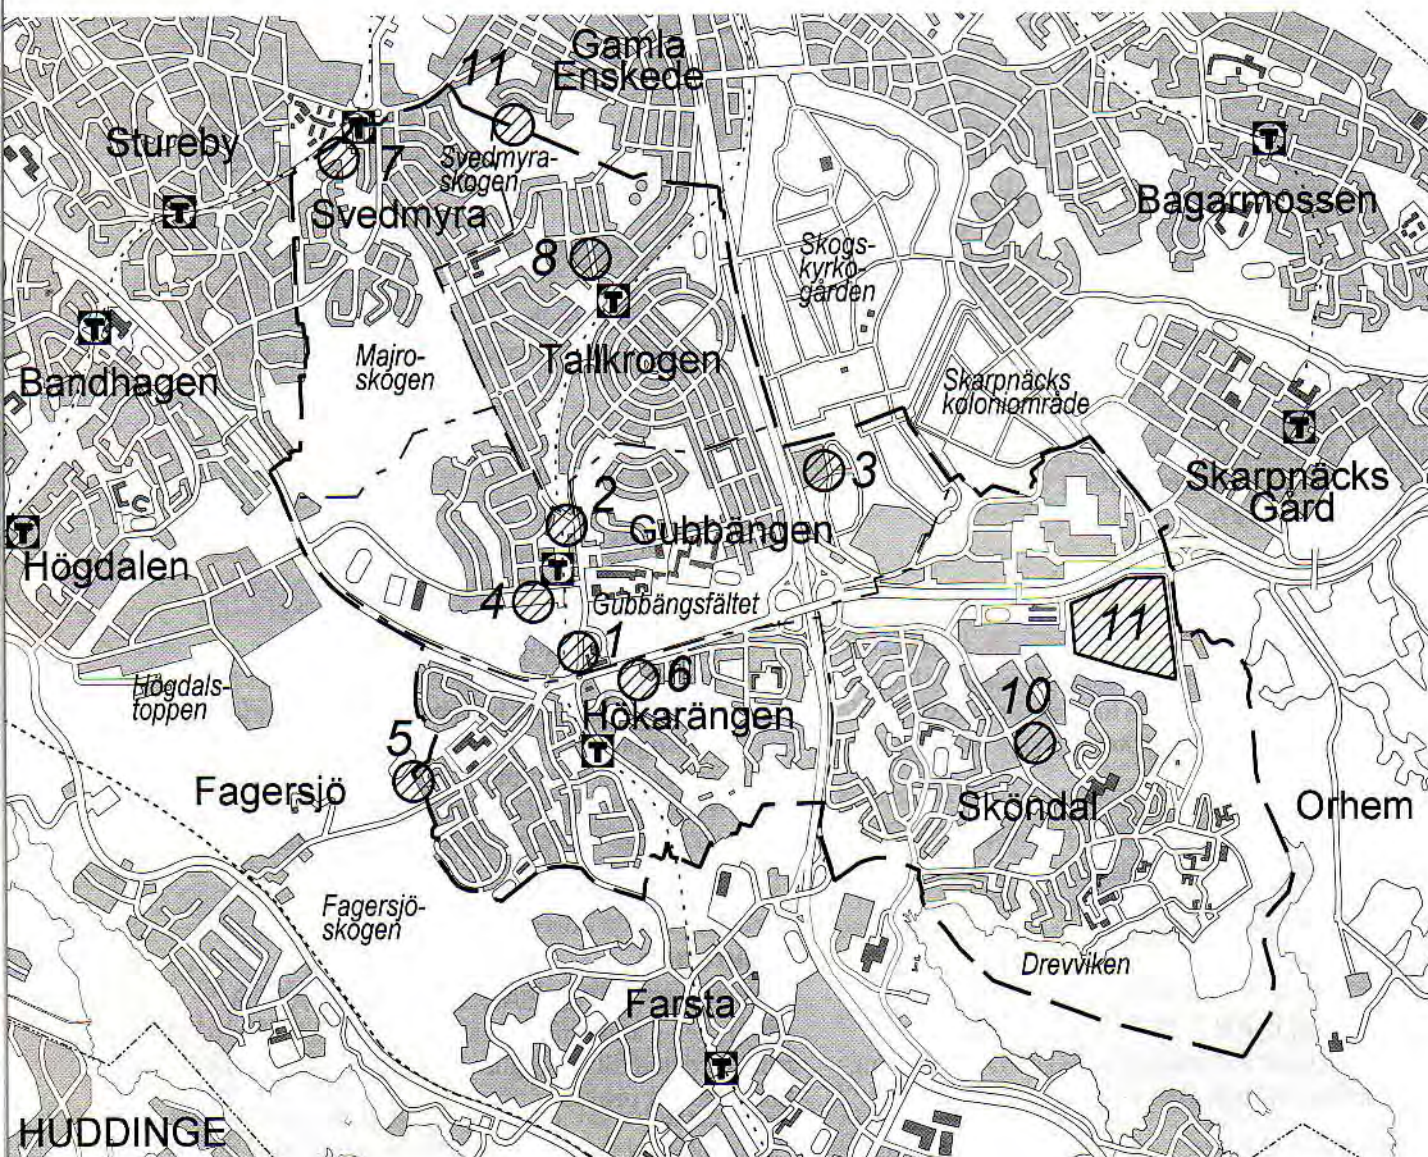 Gamla
Enskede
11
Stureby
T
7
Svedmyra-
skogen
T
Svedmyra
T
Bagarmossen
8
Skogs-
kyrko-
gården
T
T
Bandhagen
Majro-
skogen
Tallkrogen
Skarpnäcks
koloniområde
T
3
Skarpnäcks
Gård
2
Gubbängen
T
Högdalen
T
4
Gubbängsfältet
1
11
6
Högdals-
toppen
Hökarängen
10
T
5
Fagersjö
Sköndal
Orhem
Fagersjö-
skogen
Drevviken
Farsta
T
HUDDINGE